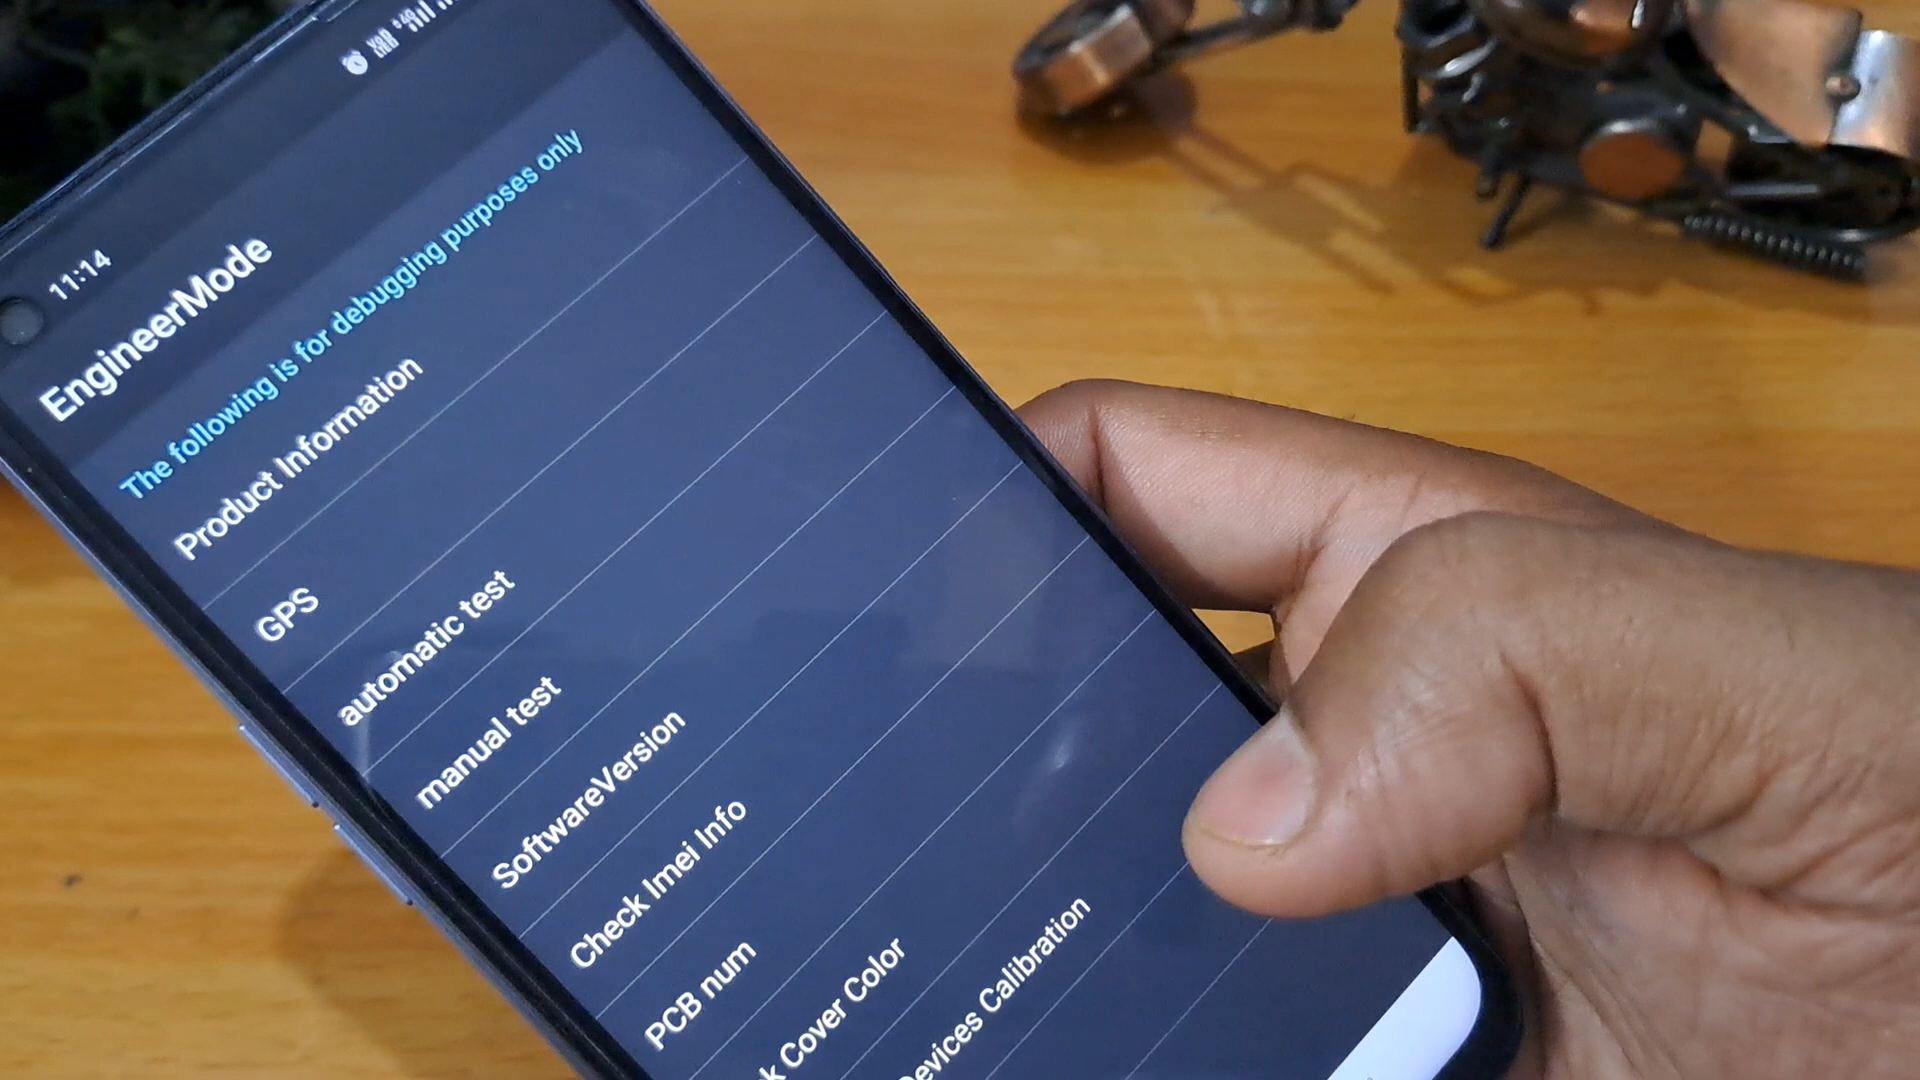 11:14
EngineerMode
The following is for debugging purposes only
Product Information
GPS
automatic test
manual test
SoftwareVersion
Check Imei Info
PCB num
Cover Color
Devices Calibration